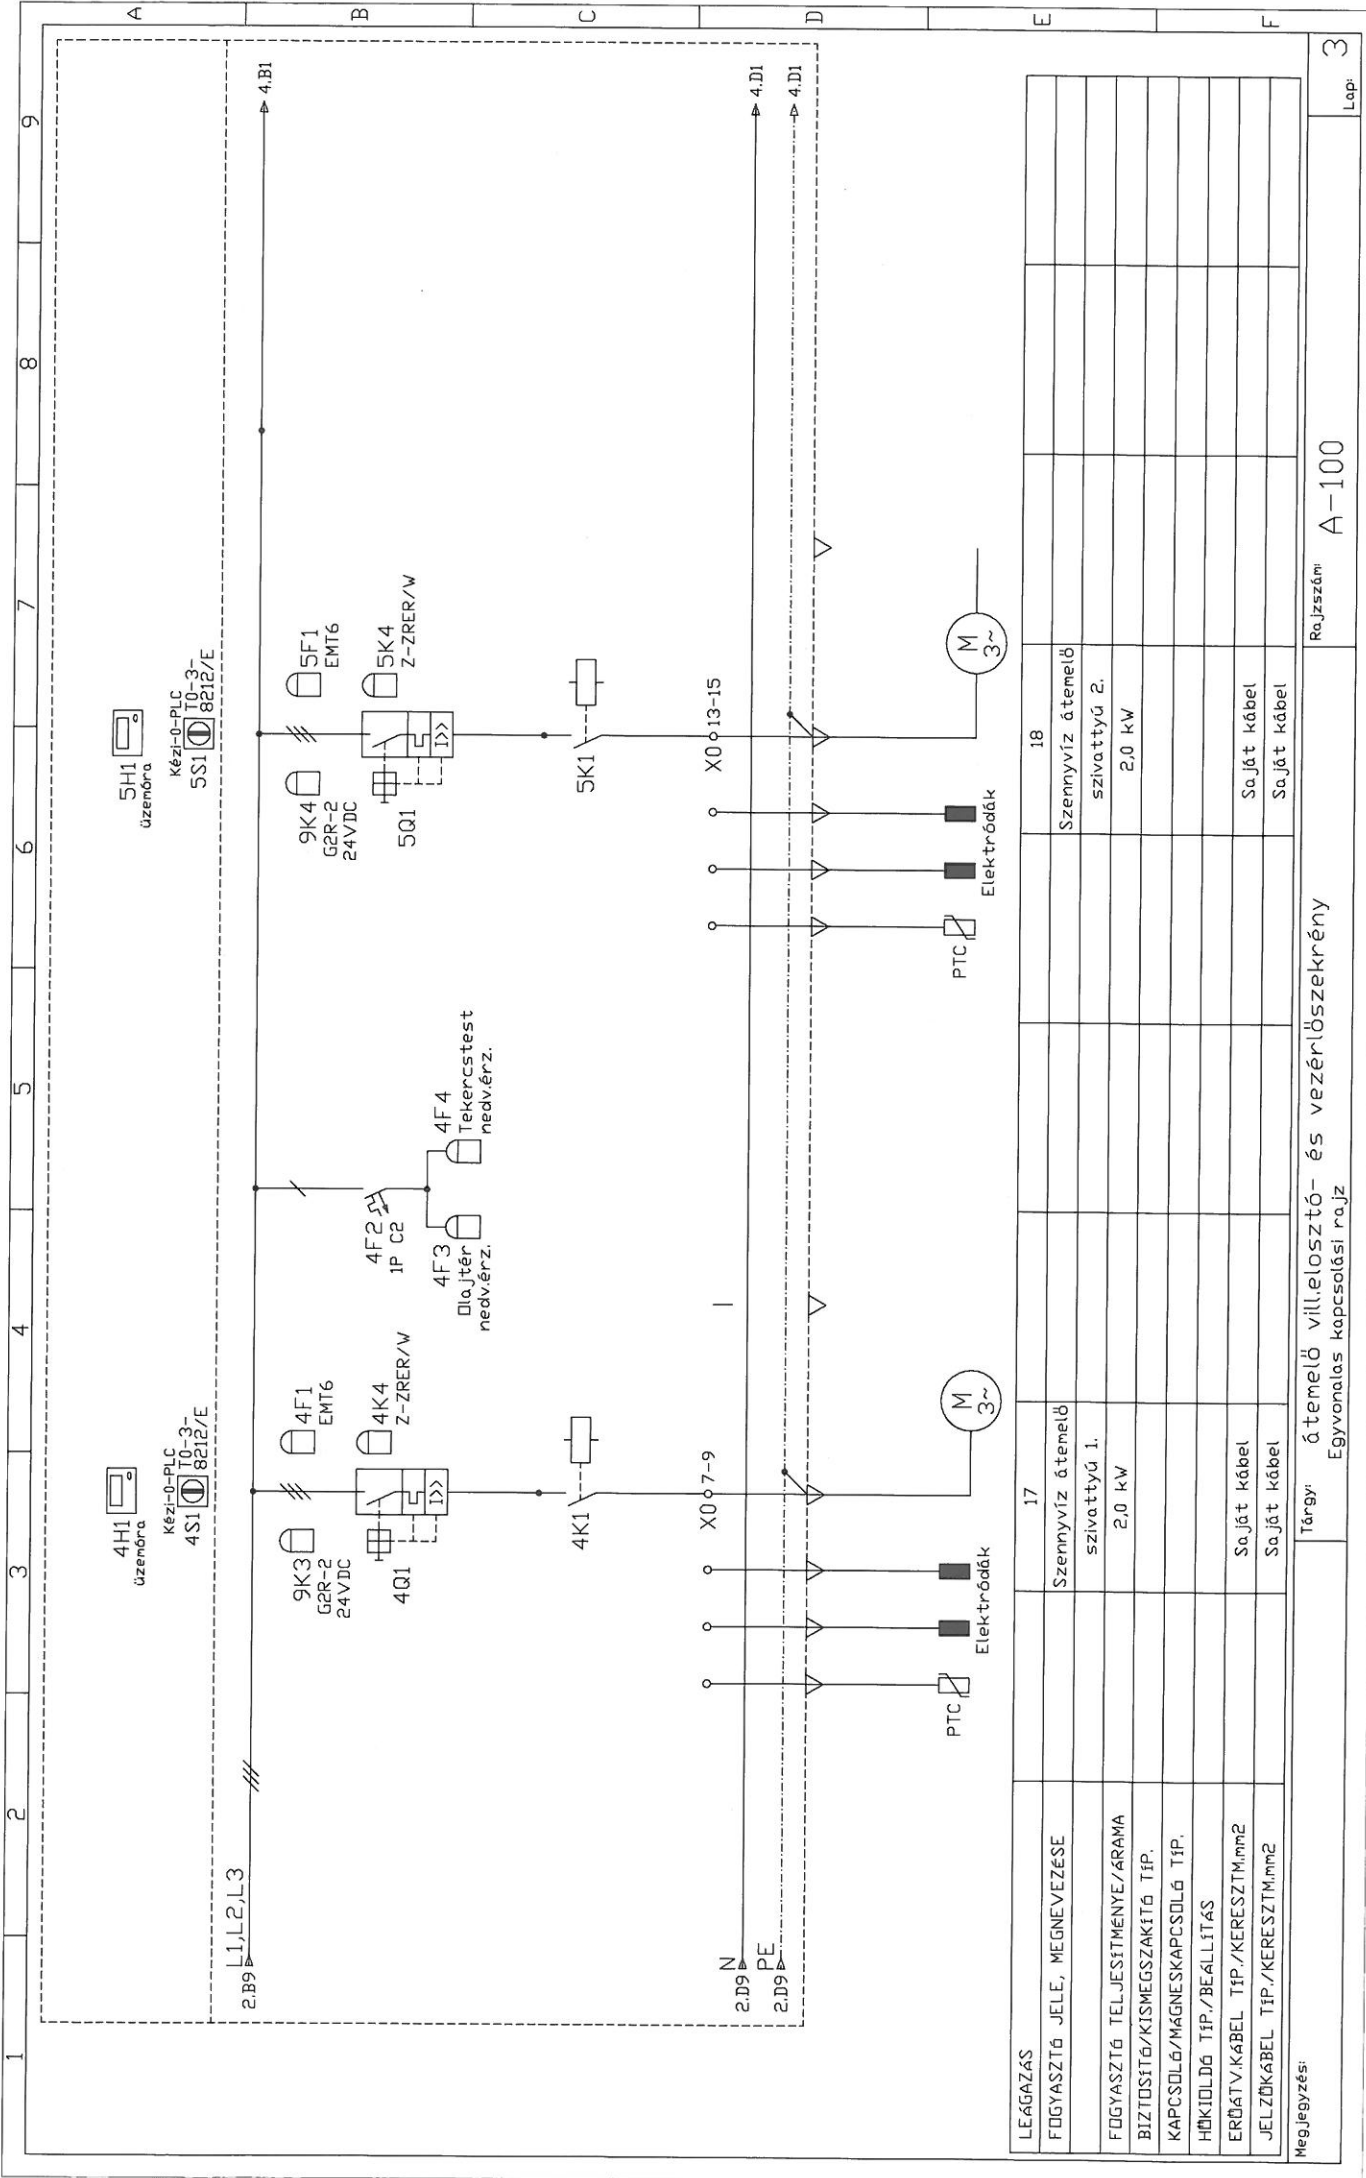 1 2 3 4 5 6 7 8 9
A
B
C
D
E
F
4H1
üzemóra
Kézi-0-PLC
4S1
T0-3-
8212/E
5H1
üzemóra
Kézi-0-PLC
5S1
T0-3-
8212/E
L1,L2,L3
2.B9
4.B1
9K3
G2R-2
24VDC
4F1
EMT6
4K4
Z-ZRER/W
4Q1
I>>
4F2
1P C2
4F3
Olajtér
nedv.érz.
4F4
Tekercstest
nedv.érz.
9K4
G2R-2
24VDC
5F1
EMT6
5K4
Z-ZRER/W
5Q1
I>>
4K1
5K1
X0 7-9
X0 13-15
N
2.D9
4.D1
PE
2.D9
4.D1
PTC
Elektródák
M
3~
PTC
Elektródák
M
3~
LEÁGAZÁS 17 18
FOGYASZTÓ JELE, MEGNEVEZÉSE Szennyvíz átemelő Szennyvíz átemelő
szivattyú 1. szivattyú 2.
FOGYASZTÓ TELJESÍTMÉNYE/ÁRAMA 2,0 kW 2,0 kW
BIZTOSÍTÓ/KISMEGSZAKÍTÓ TÍP.
KAPCSOLÓ/MÁGNESKAPCSOLÓ TÍP.
HŐKIOLDÓ TÍP./BEÁLLÍTÁS
ERŐÁTV.KÁBEL TÍP./KERESZTM.mm2 Saját kábel Saját kábel
JELZŐKÁBEL TÍP./KERESZTM.mm2 Saját kábel Saját kábel
Megjegyzés:
Tárgy: átemelő vill.elosztó- és vezérlőszekrény
Egyvonalas kapcsolási rajz
Rajzszám: A-100
Lap: 3